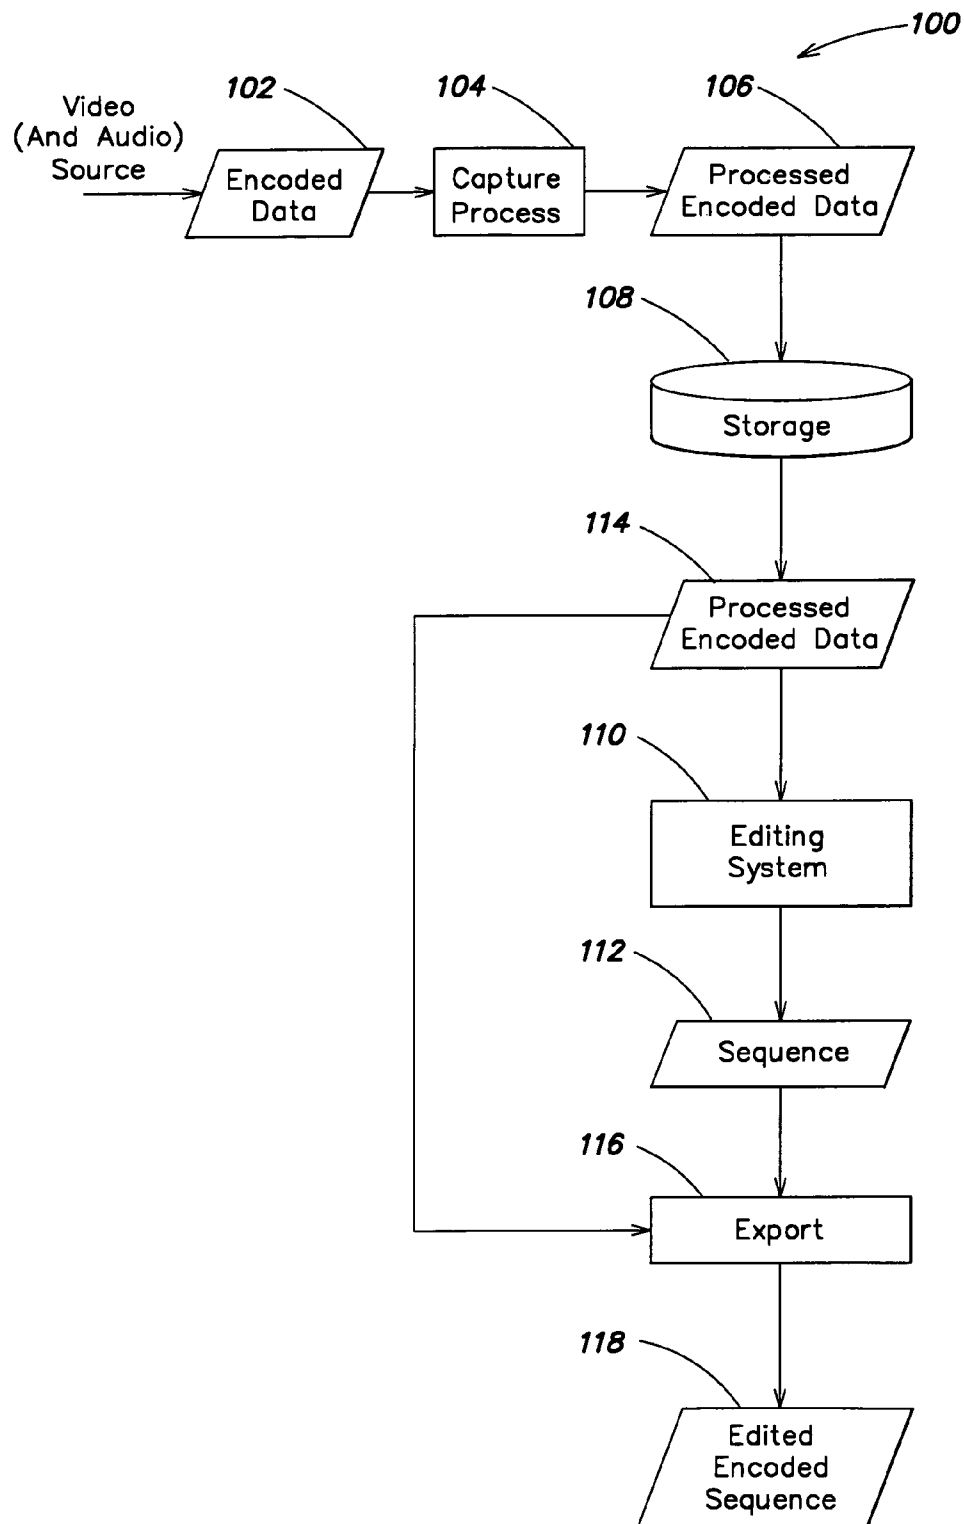 100
102
104
106
Video
(And Audio)
Source
Encoded
Data
Capture
Process
Processed
Encoded Data
108
Storage
114
Processed
Encoded Data
110
Editing
System
112
Sequence
116
Export
118
Edited
Encoded
Sequence